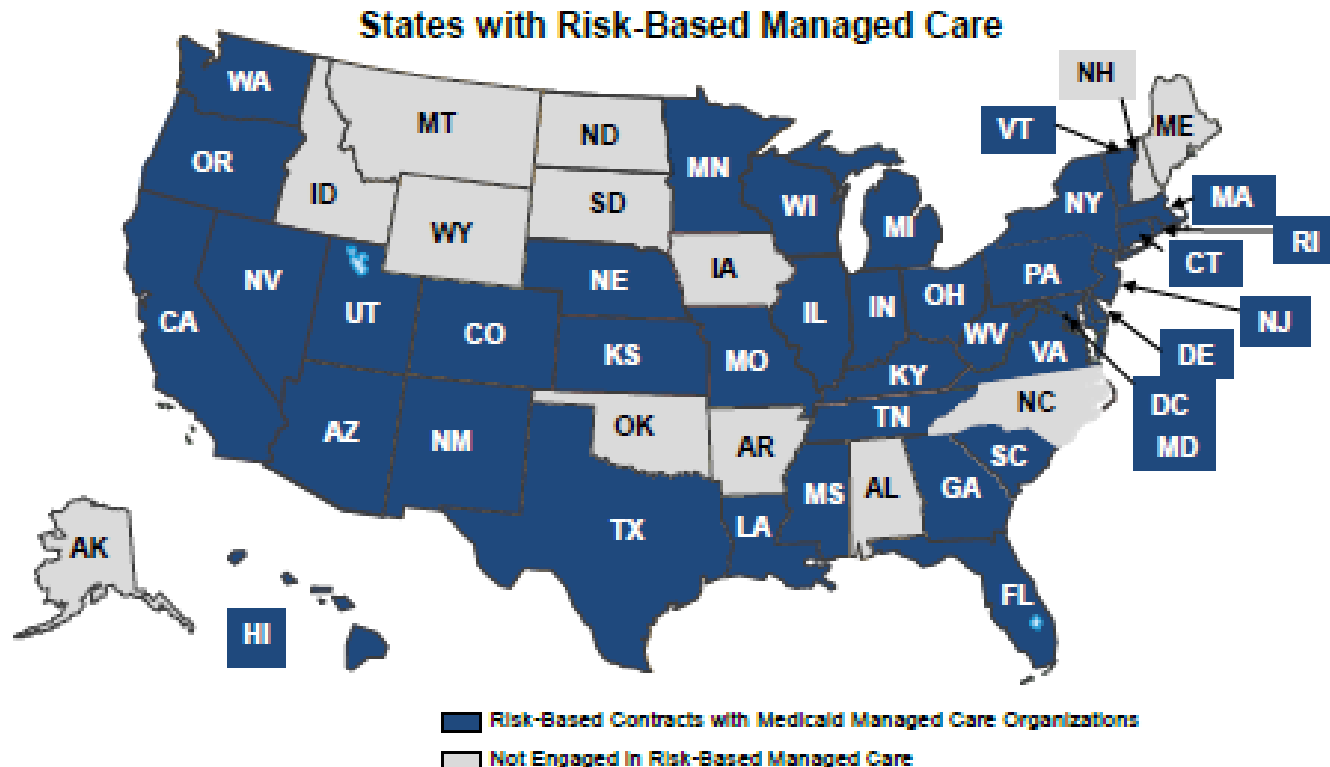 States with Risk-Based Managed Care
WA
NH
MT
ND
VT
ME
OR
MN
ID
SD
WI
NY
MA
WY
MI
RI
IA
CT
NV
NE
PA
OH
IN
IL
UT
CA
CO
NJ
WV
KS
MO
VA
DE
KY
NC
DC
TN
OK
AZ
NM
AR
MD
SC
MS
AL
GA
LA
TX
AK
FL
HI
Risk-Based Contracts with Medicaid Managed Care Organizations
Not Engaged in Risk-Based Managed Care